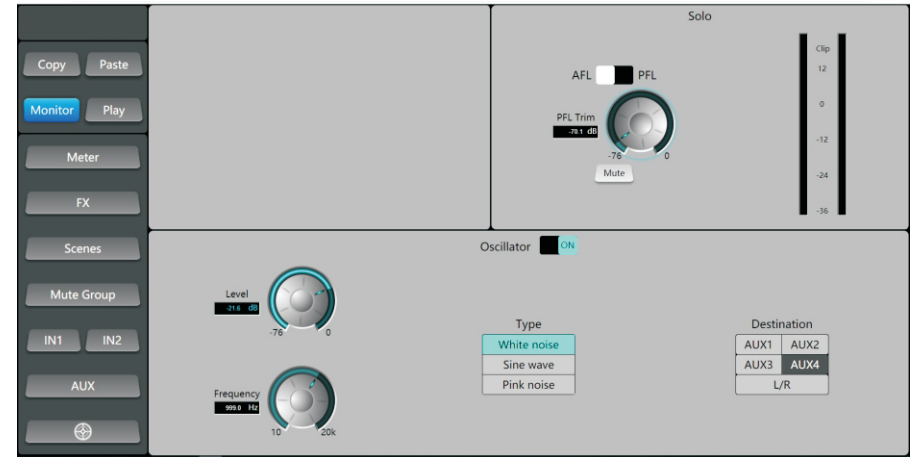 Copy Paste
Monitor Play
Meter
FX
Scenes
Mute Group
IN1 IN2
AUX
Solo
AFL PFL
PFL Trim
-70.1 dB
-76 0
Mute
Clip
12
0
-12
-24
-36
Oscillator ON
Level
-21.6 dB
-76 0
Frequency
999.0 Hz
10 20k
Type
White noise
Sine wave
Pink noise
Destination
AUX1 AUX2
AUX3 AUX4
L/R